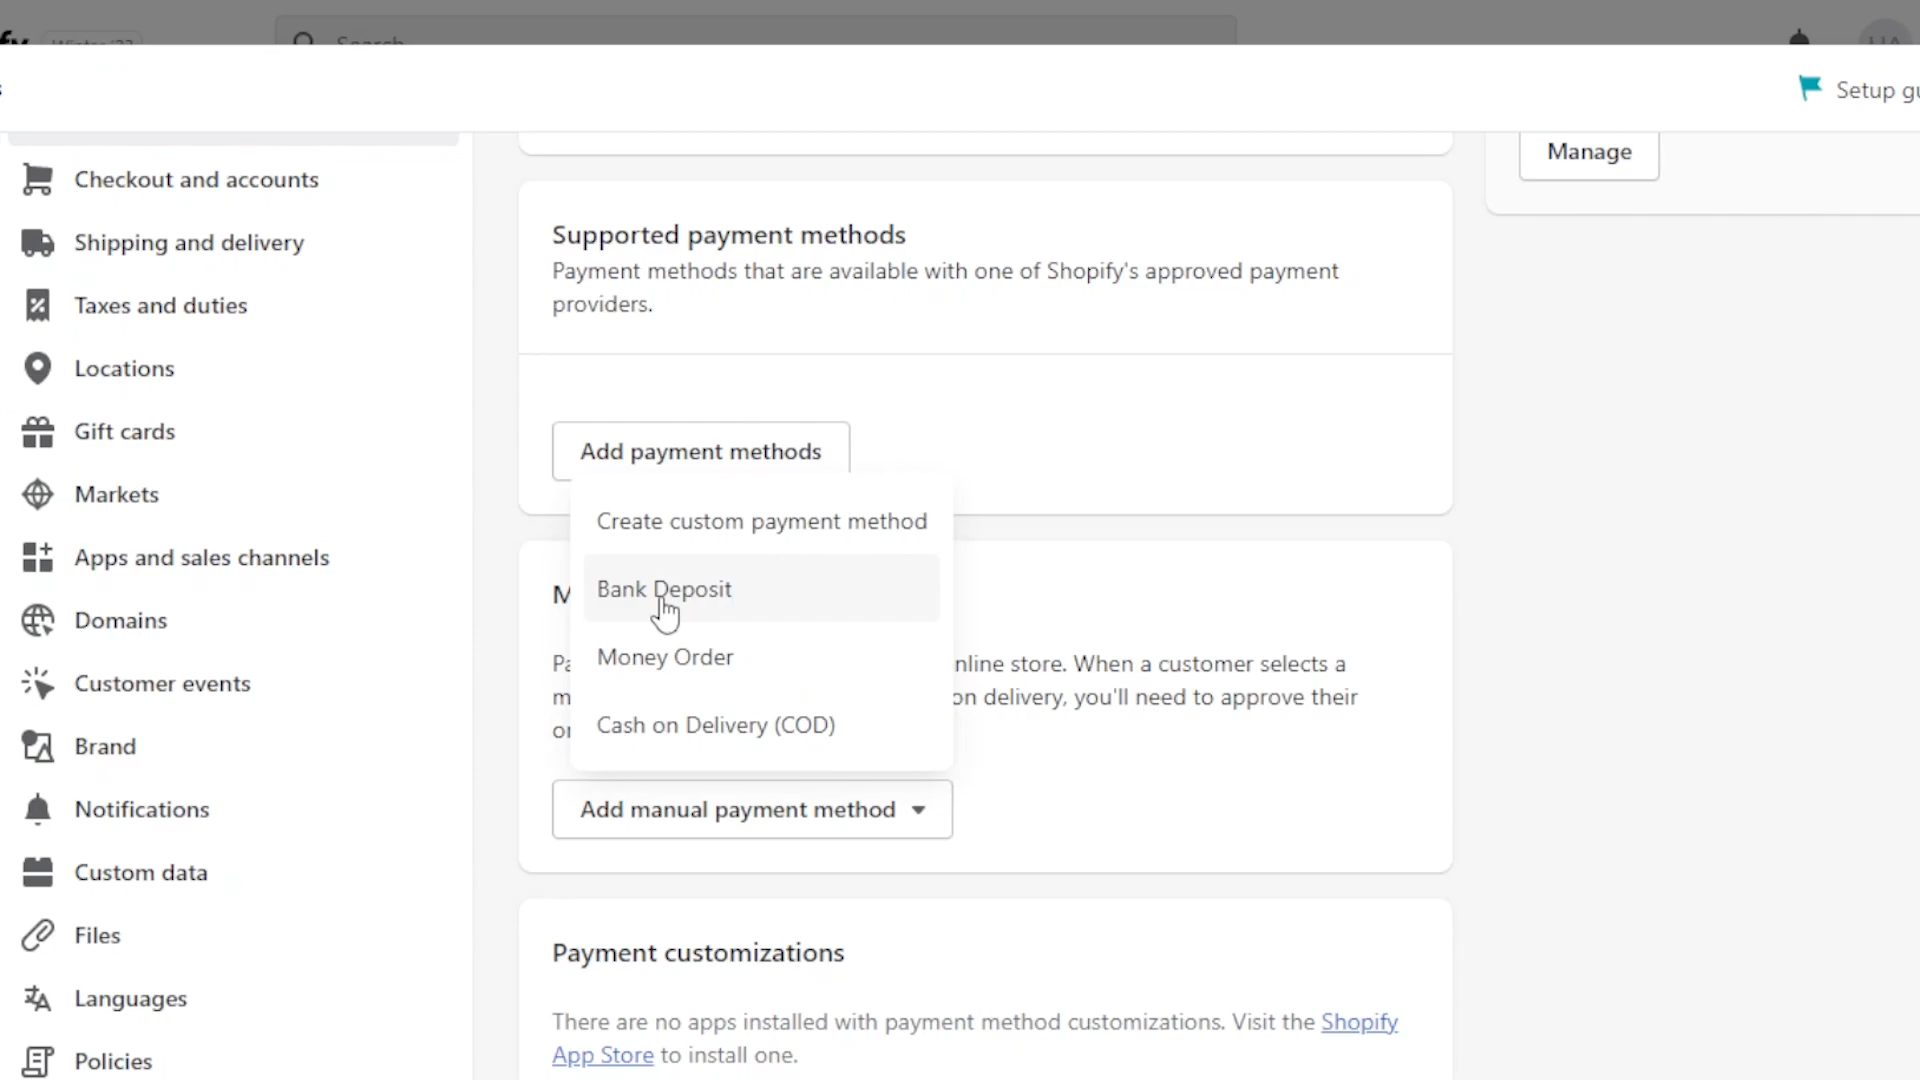 Search
Setup
Checkout and accounts
Shipping and delivery
Taxes and duties
Locations
Gift cards
Markets
Apps and sales channels
Domains
Customer events
Brand
Notifications
Custom data
Files
Languages
Policies
Manage
Supported payment methods
Payment methods that are available with one of Shopify's approved payment
providers.
Add payment methods
Create custom payment method
Bank Deposit
Money Order
Cash on Delivery (COD)
nline store. When a customer selects a
on delivery, you'll need to approve their
Add manual payment method
Payment customizations
There are no apps installed with payment method customizations. Visit the Shopify
App Store to install one.